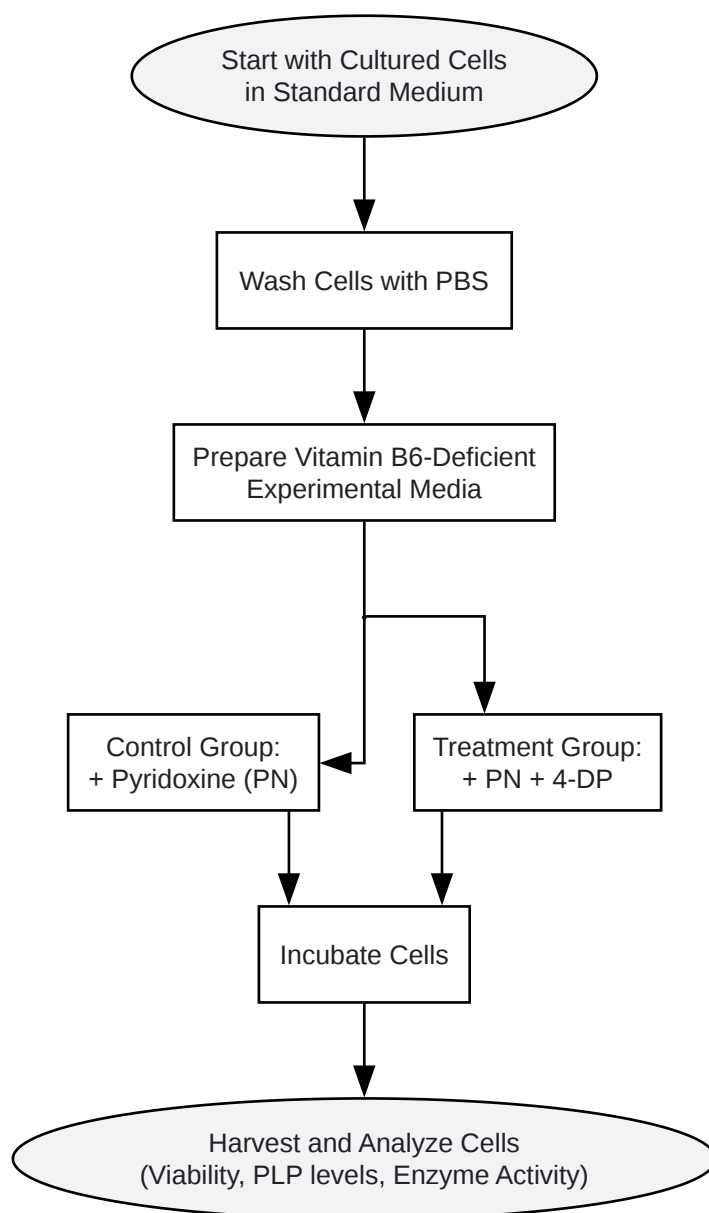 Start with Cultured Cells
in Standard Medium
Wash Cells with PBS
Prepare Vitamin B6-Deficient
Experimental Media
Control Group:
+ Pyridoxine (PN)
Treatment Group:
+ PN + 4-DP
Incubate Cells
Harvest and Analyze Cells
(Viability, PLP levels, Enzyme Activity)